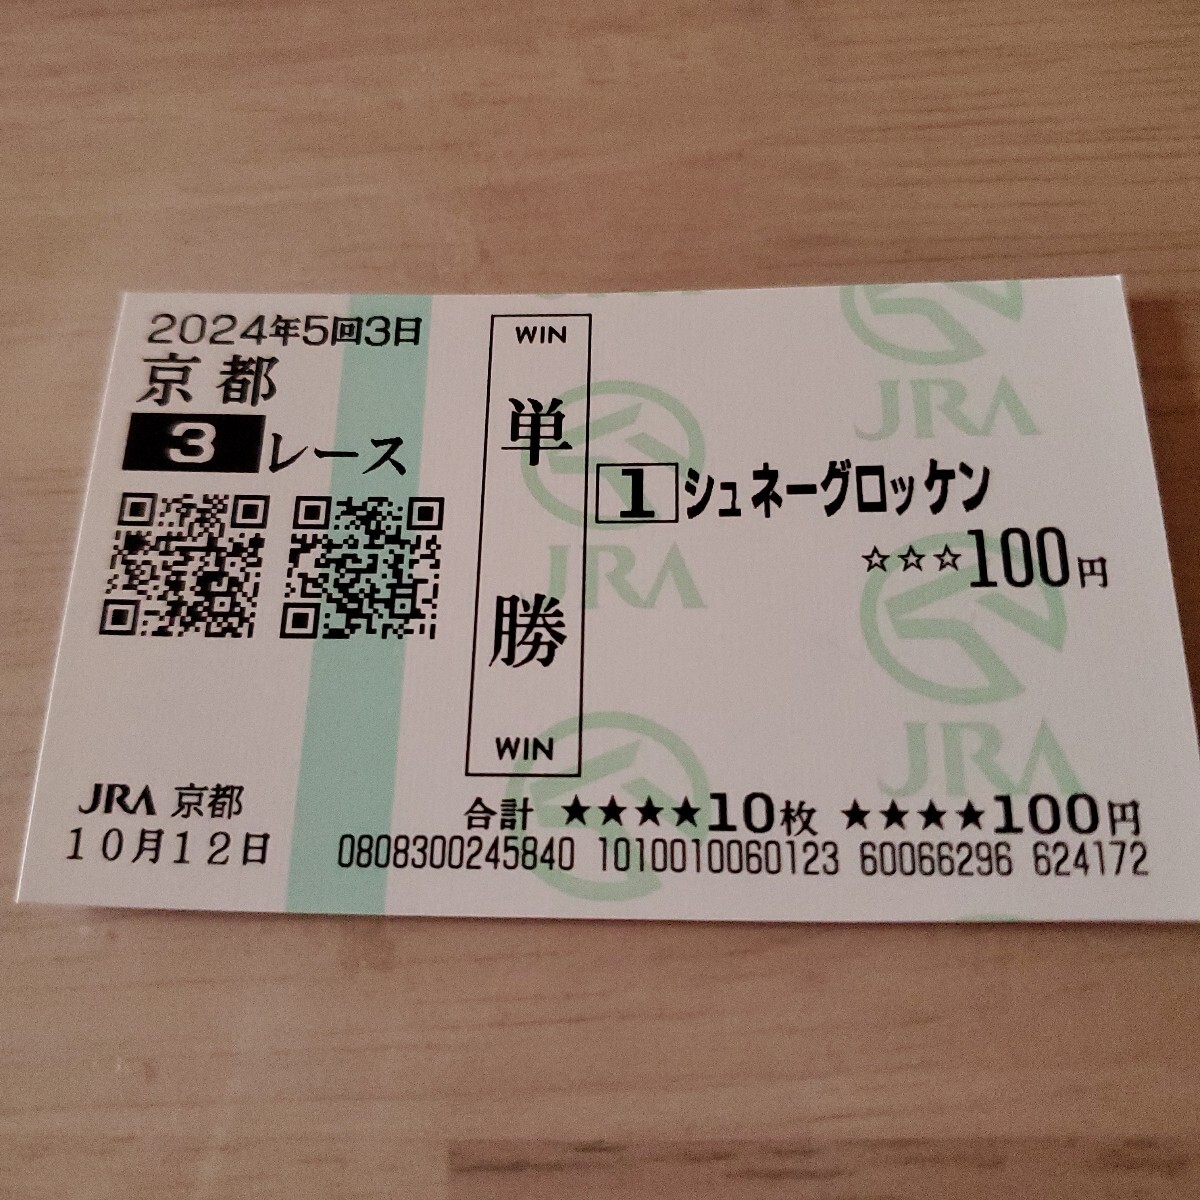 2024年5回3日
京都
3レース
WIN
単勝
WIN
1 シュネーグロッケン
☆☆☆100円
JRA 京都
10月12日
合計 ★★★★10枚 ★★★★100円
0808300245840 1010010060123 60066296 624172
JRA
JRA
JRA